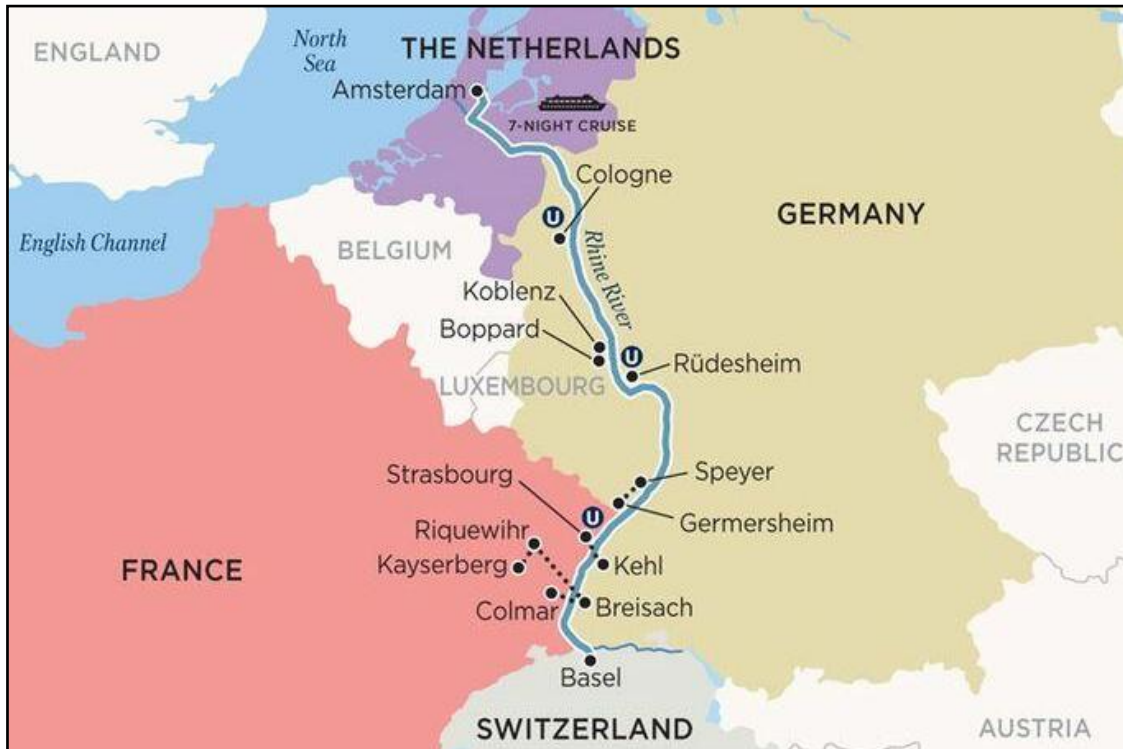 ENGLAND
North
Sea
THE NETHERLANDS
Amsterdam
7-NIGHT CRUISE
Cologne
U
GERMANY
English Channel
BELGIUM
Rhine River
Koblenz
Boppard
U
Rüdesheim
LUXEMBOURG
CZECH
REPUBLIC
Strasbourg
Speyer
U
Germersheim
Riquewihr
Kayserberg
Kehl
FRANCE
Colmar
Breisach
Basel
SWITZERLAND
AUSTRIA